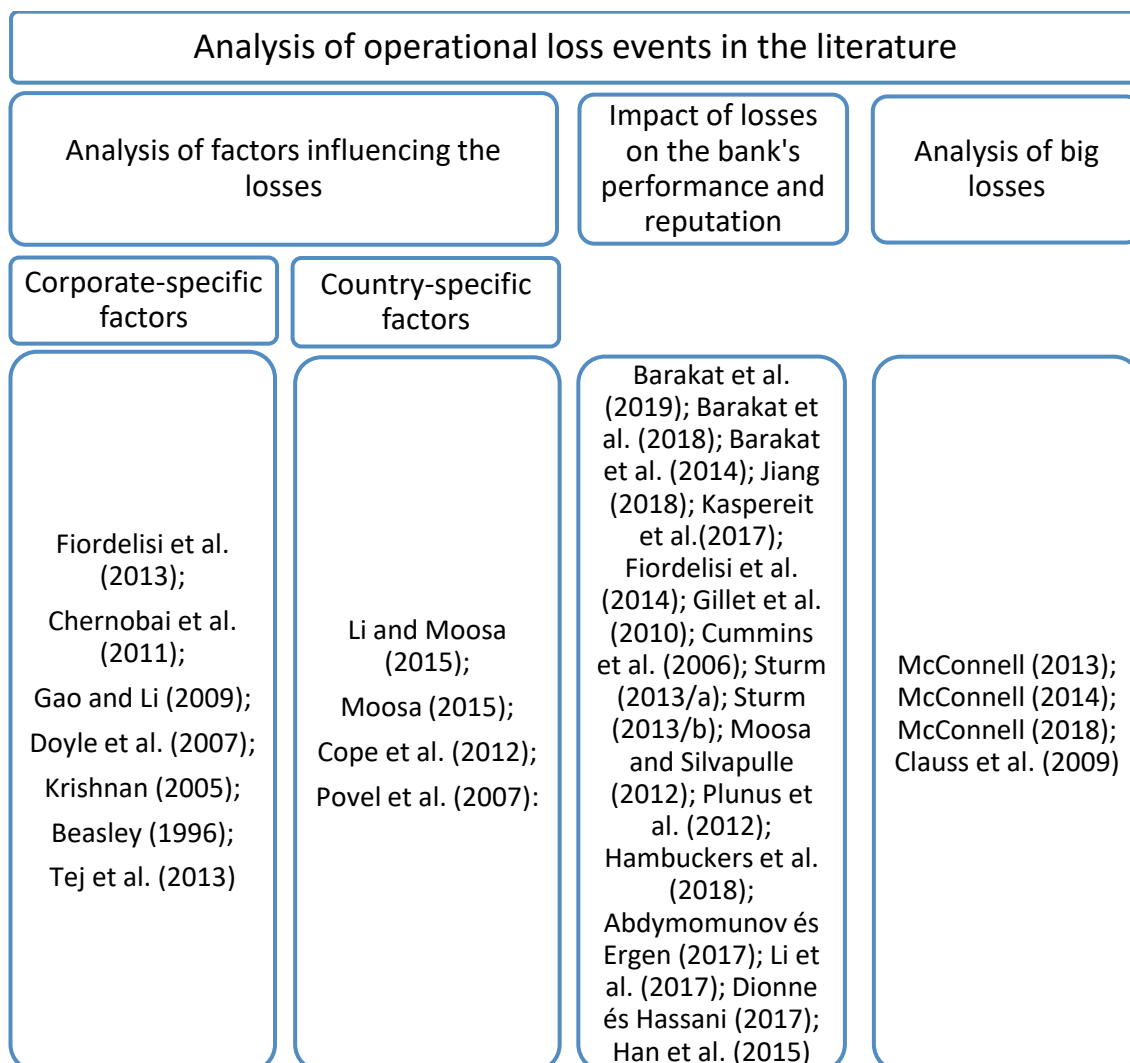 Analysis of operational loss events in the literature
Analysis of factors influencing the
losses
Impact of losses
on the bank's
performance and
reputation
Analysis of big
losses
Corporate-specific
factors
Country-specific
factors
Fiordelisi et al.
(2013);
Chernobai et al.
(2011);
Gao and Li (2009);
Doyle et al. (2007);
Krishnan (2005);
Beasley (1996);
Tej et al. (2013)
Li and Moosa
(2015);
Moosa (2015);
Cope et al. (2012);
Povel et al. (2007):
Barakat et al.
(2019); Barakat et
al. (2018); Barakat
et al. (2014); Jiang
(2018); Kaspereit
et al.(2017);
Fiordelisi et al.
(2014); Gillet et al.
(2010); Cummins
et al. (2006); Sturm
(2013/a); Sturm
(2013/b); Moosa
and Silvapulle
(2012); Plunus et
al. (2012);
Hambuckers et al.
(2018);
Abdymomunov és
Ergen (2017); Li et
al. (2017); Dionne
és Hassani (2017);
Han et al. (2015)
McConnell (2013);
McConnell (2014);
McConnell (2018);
Clauss et al. (2009)